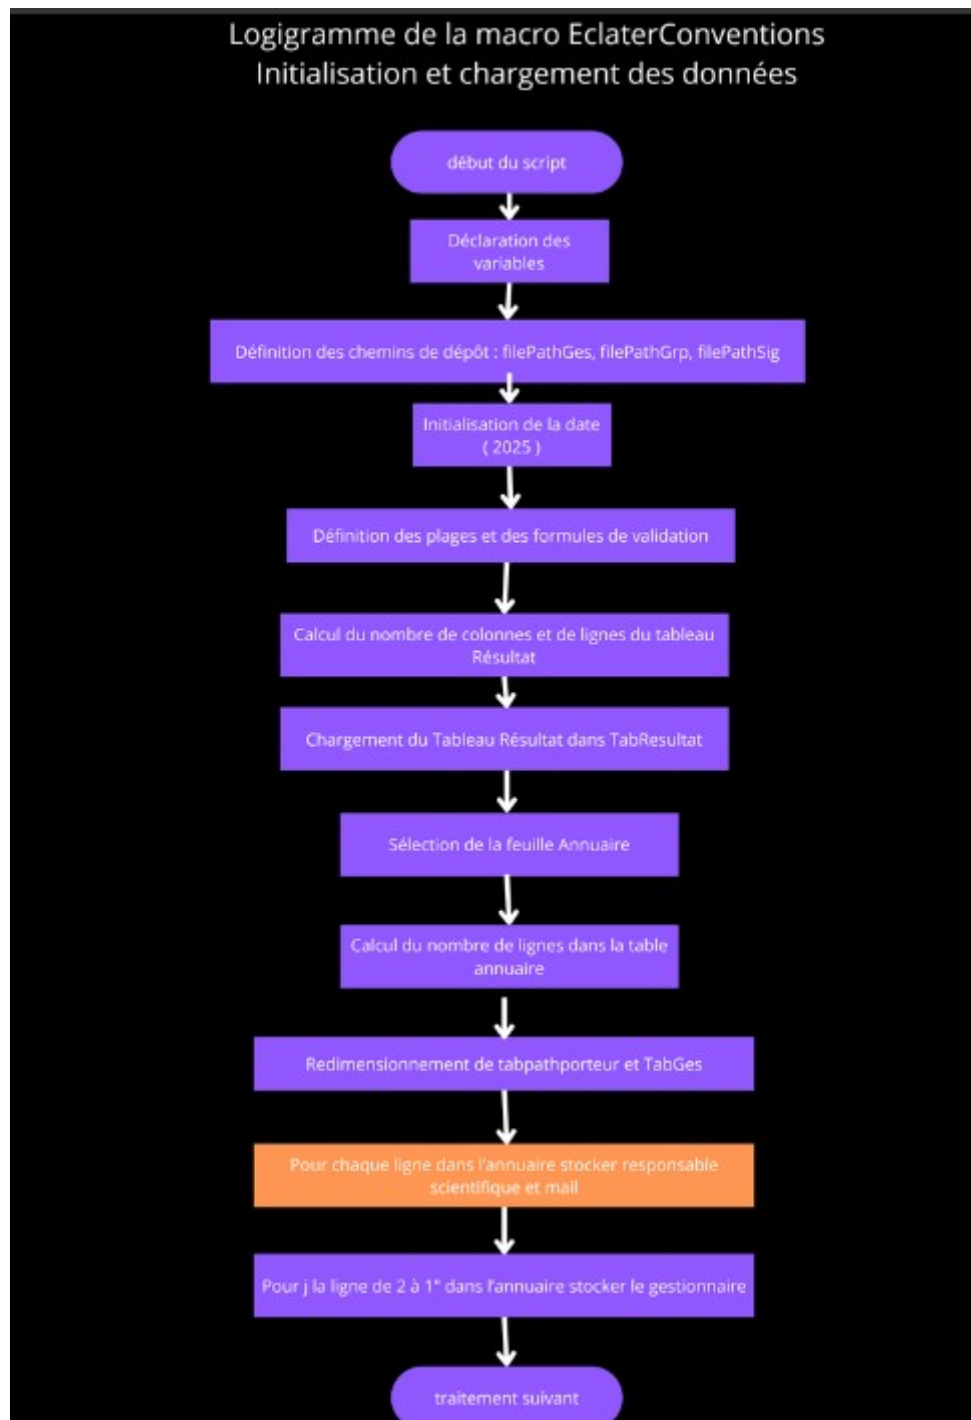 Logigramme de la macro EclaterConventions
Initialisation et chargement des données
début du script
Déclaration des
variables
Définition des chemins de dépôt : filePathGes, filePathGrp, filePathSig
Initialisation de la date
( 2025 )
Définition des plages et des formules de validation
Calcul du nombre de colonnes et de lignes du tableau
Résultat
Chargement du Tableau Résultat dans TabResultat
Sélection de la feuille Annuaire
Calcul du nombre de lignes dans la table
annuaire
Redimensionnement de tabpathporteur et TabGes
Pour chaque ligne dans l'annuaire stocker responsable
scientifique et mail
Pour j la ligne de 2 à 1" dans l'annuaire stocker le gestionnaire
traitement suivant